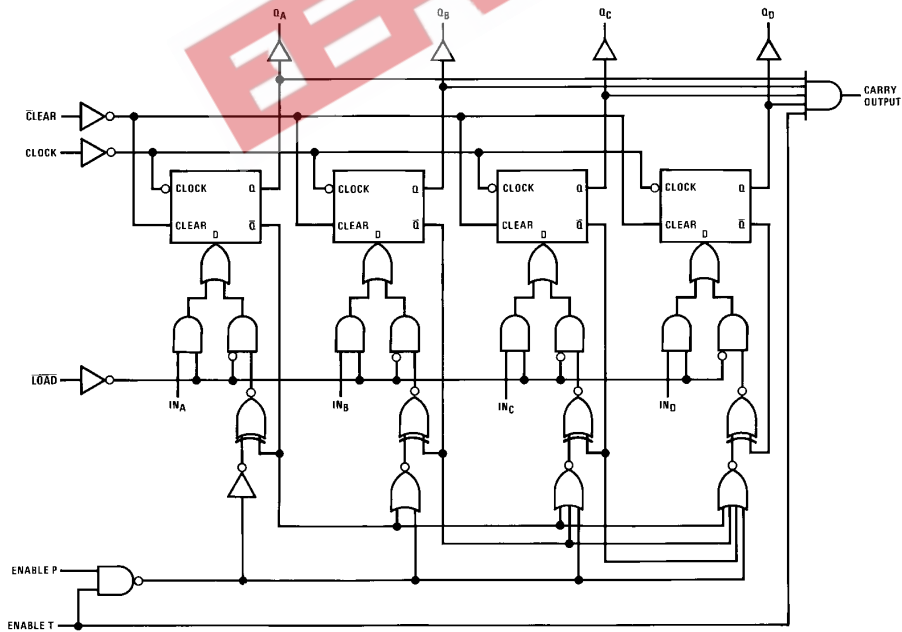 QA QB QC QD
CARRY
OUTPUT
CLEAR
CLOCK
CLOCK Q
CLEAR Q̄
D
CLOCK Q
CLEAR Q̄
D
CLOCK Q
CLEAR Q̄
D
CLOCK Q
CLEAR Q̄
D
LOAD
INA INB INC IND
ENABLE P
ENABLE T